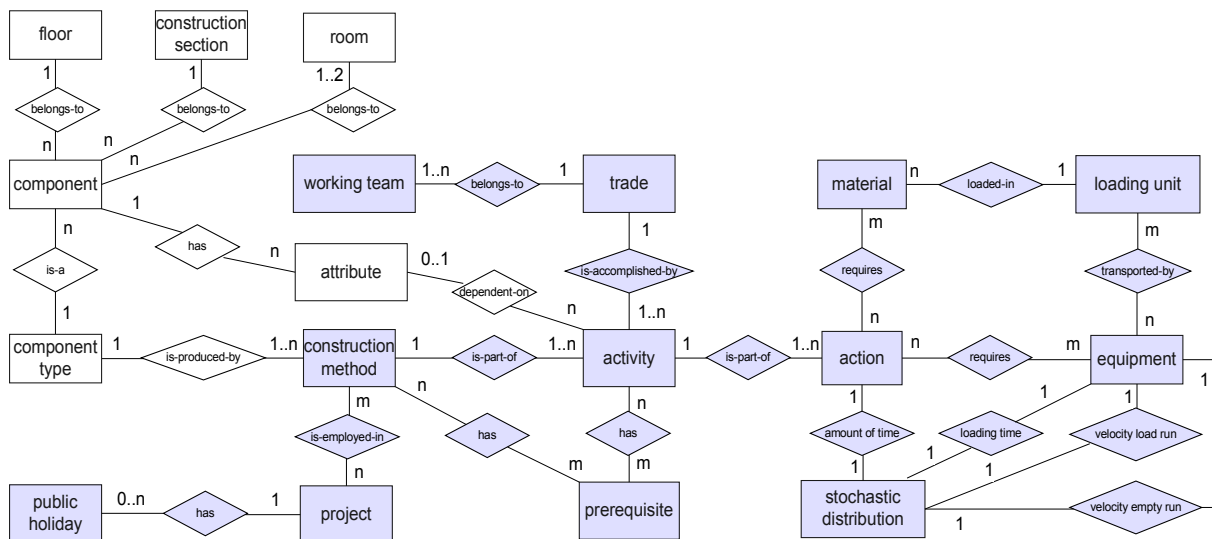 floor
construction
section
room
1
1
1..2
belongs-to
belongs-to
belongs-to
n
n
n
component
working team
1..n
belongs-to
1
trade
material
n
loaded-in
1
loading unit
1
n
has
n
attribute
0..1
dependent-on
n
1
is-accomplished-by
1..n
m
requires
n
m
transported-by
n
is-a
1
component
type
1
is-produced-by
1..n
construction
method
1
is-part-of
1..n
activity
1
is-part-of
1..n
action
n
requires
m
equipment
1
m
is-employed-in
n
n
has
m
n
has
m
1
amount of time
1
1
loading time
1
1
velocity load run
1
public
holiday
0..n
has
1
project
prerequisite
stochastic
distribution
1
velocity empty run